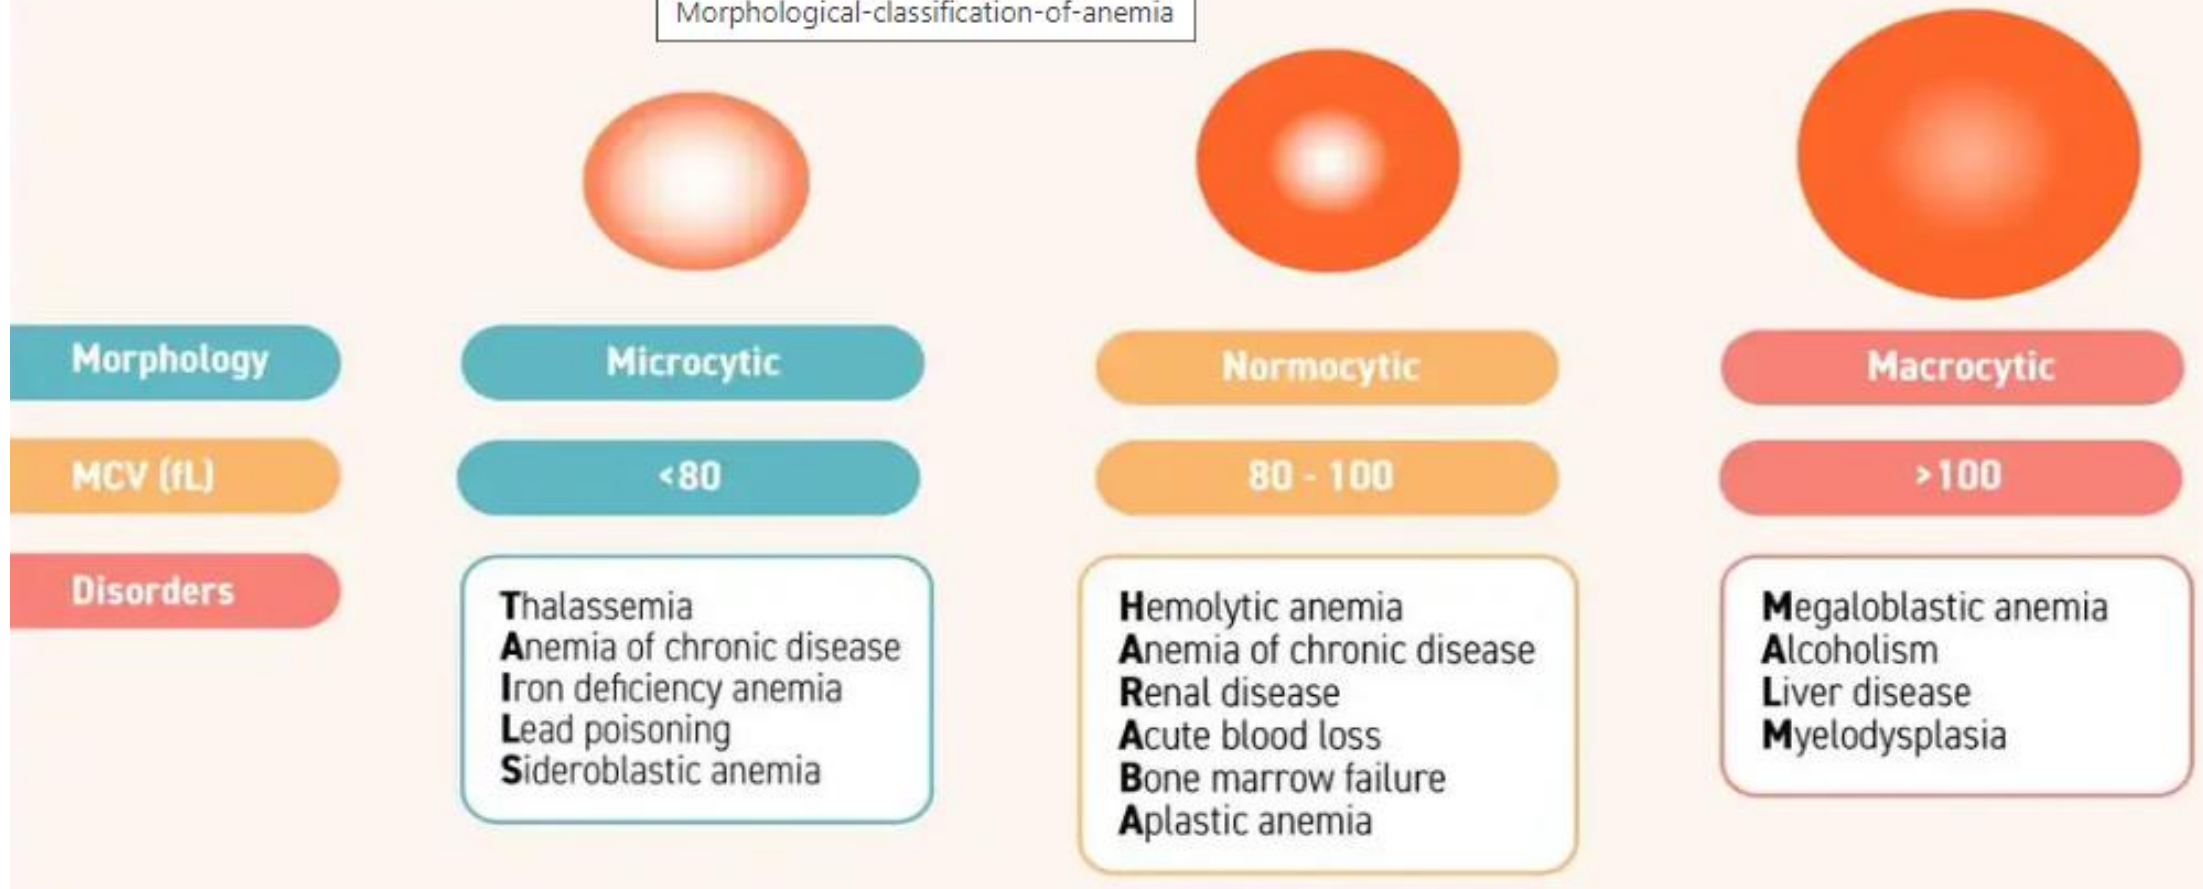 Morphological-classification-of-anemia
Morphology
Microcytic
Normocytic
Macrocytic
MCV (fL)
<80
80 - 100
>100
Disorders
Thalassemia
Anemia of chronic disease
Iron deficiency anemia
Lead poisoning
Sideroblastic anemia
Hemolytic anemia
Anemia of chronic disease
Renal disease
Acute blood loss
Bone marrow failure
Aplastic anemia
Megaloblastic anemia
Alcoholism
Liver disease
Myelodysplasia